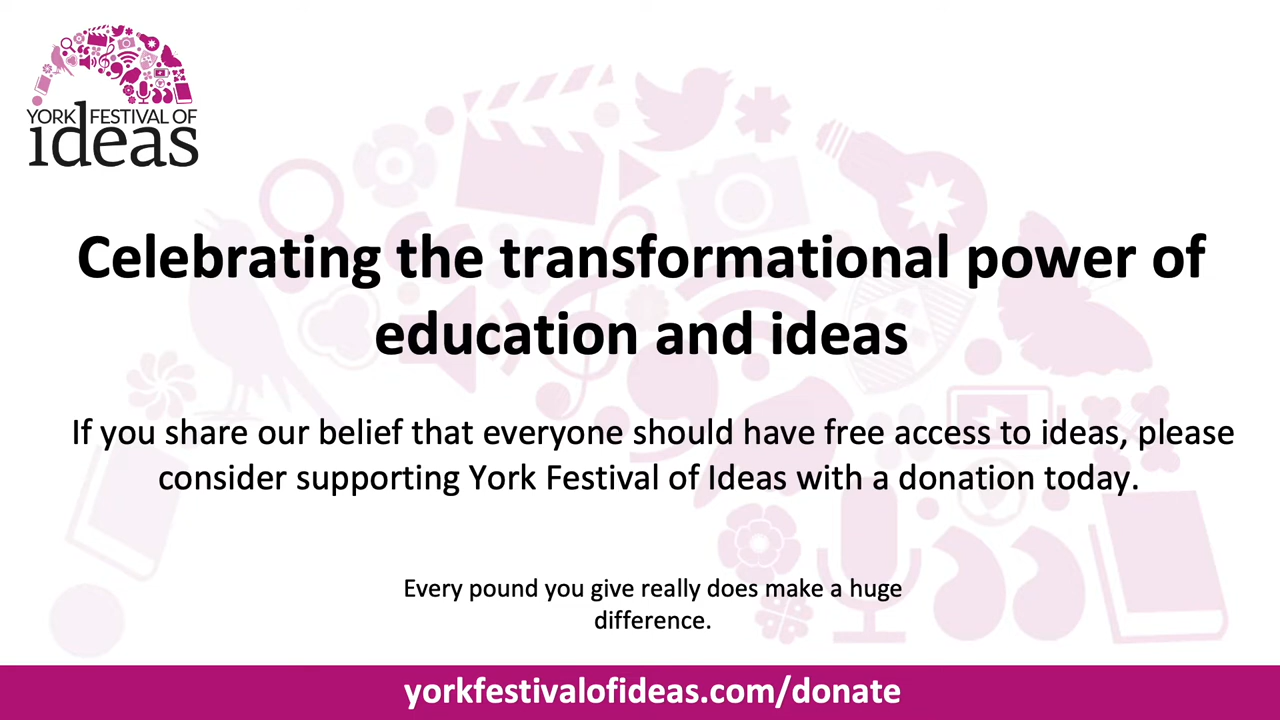 YORK FESTIVAL OF
ideas
Celebrating the transformational power of
education and ideas
If you share our belief that everyone should have free access to ideas, please
consider supporting York Festival of Ideas with a donation today.
Every pound you give really does make a huge
difference.
yorkfestivalofideas.com/donate